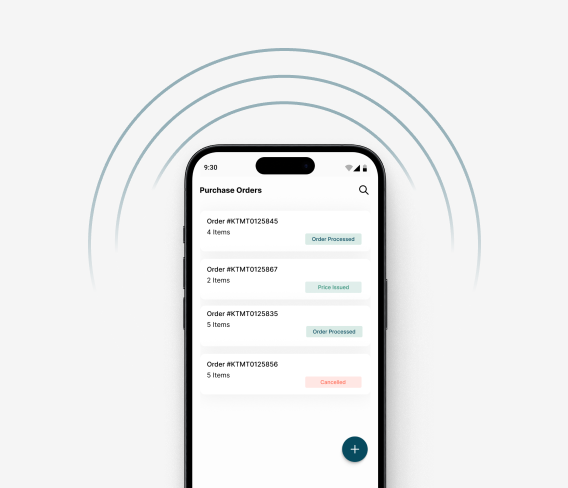 9:30
Purchase Orders
Order #KTMT0125845
4 Items
Order Processed
Order #KTMT0125867
2 Items
Price Issued
Order #KTMT0125835
5 Items
Order Processed
Order #KTMT0125856
5 Items
Cancelled